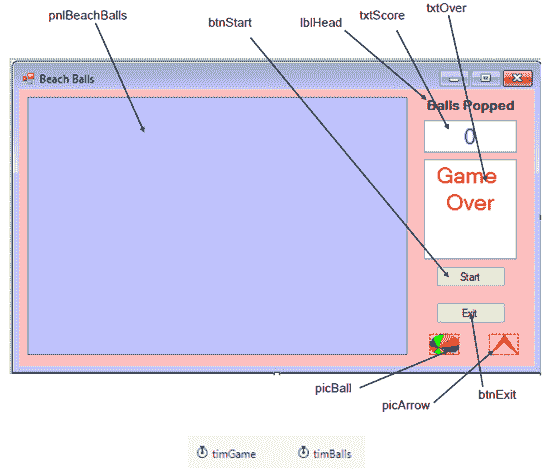 pnlBeachBalls
btnStart
lblHead
txtScore
txtOver
Beach Balls
Balls Popped
0
Game
Over
Start
Exit
picBall
picArrow
btnExit
timGame
timBalls